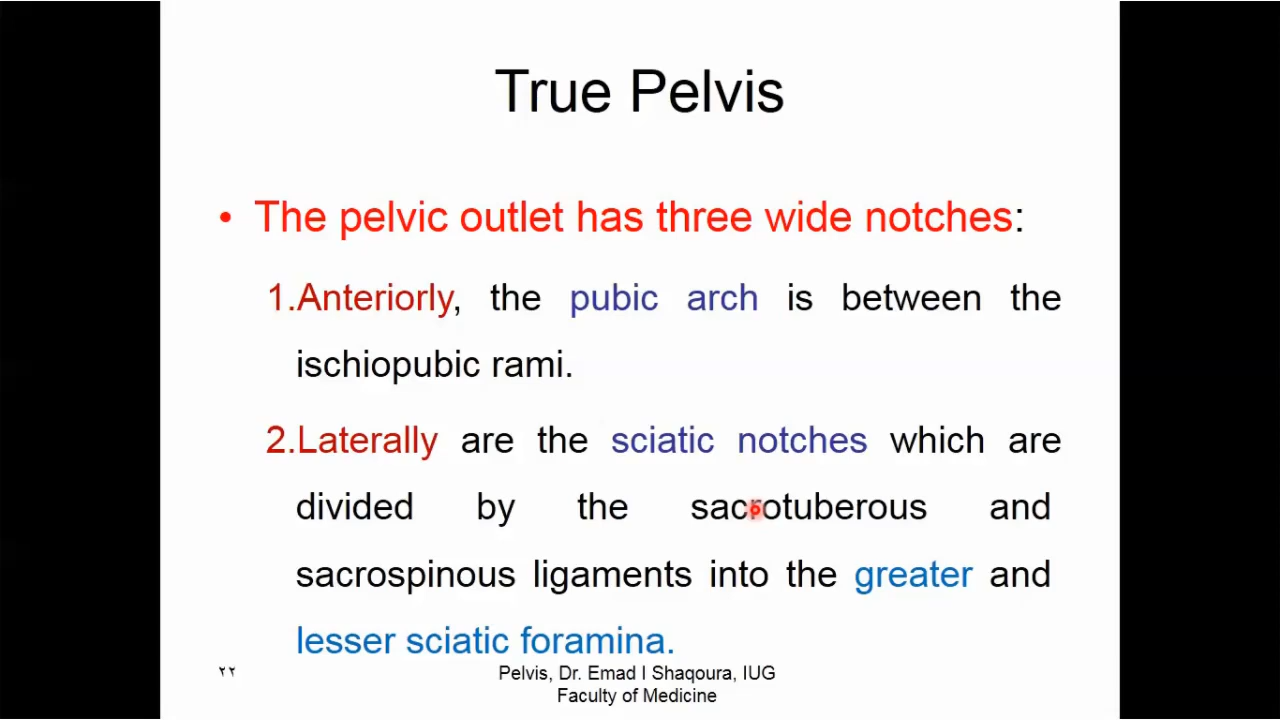 True Pelvis
• The pelvic outlet has three wide notches:
1.Anteriorly, the pubic arch is between the
ischiopubic rami.
2.Laterally are the sciatic notches which are
divided by the sacrotuberous and
sacrospinous ligaments into the greater and
lesser sciatic foramina.
٢٢
Pelvis, Dr. Emad I Shaqoura, IUG
Faculty of Medicine